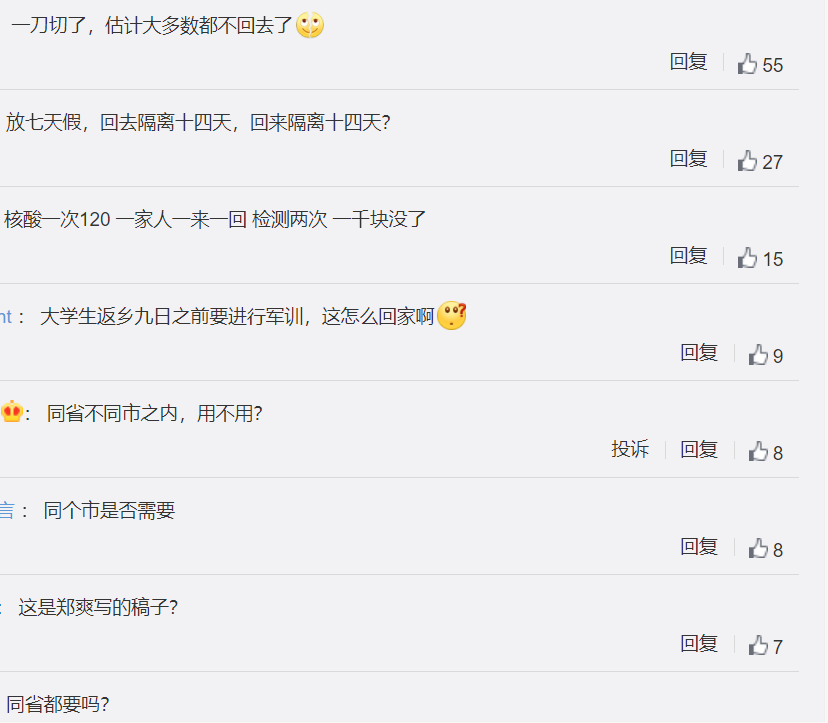 一刀切了，估计大多数都不回去了
回复 55
放七天假，回去隔离十四天，回来隔离十四天?
回复 27
核酸一次120 一家人一来一回 检测两次 一千块没了
回复 15
nt： 大学生返乡九日之前要进行军训，这怎么回家啊
回复 9
： 同省不同市之内，用不用?
投诉 回复 8
言： 同个市是否需要
回复 8
： 这是郑爽写的稿子?
回复 7
同省都要吗?